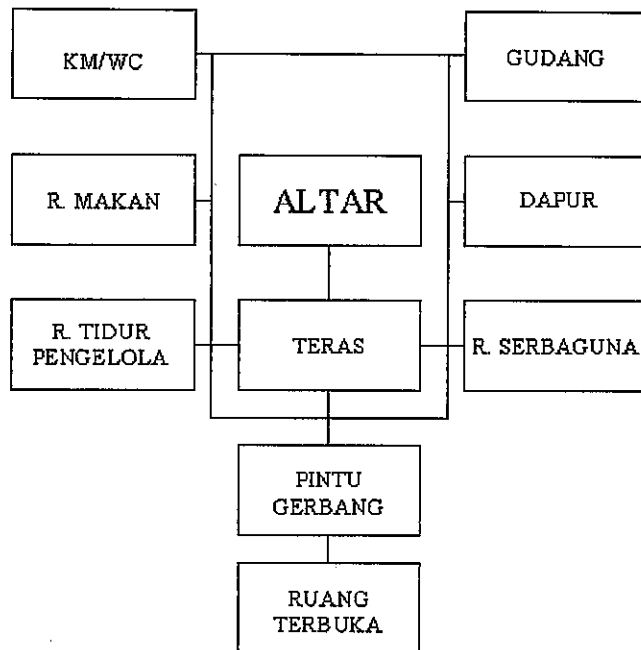 KM/WC
GUDANG
R. MAKAN
ALTAR
DAPUR
R. TIDUR
PENGELOLA
TERAS
R. SERBAGUNA
PINTU
GERBANG
RUANG
TERBUKA